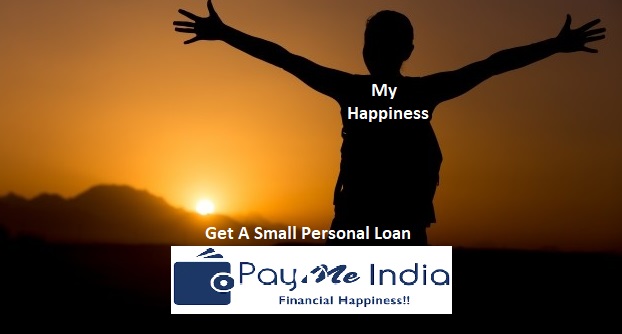 My
Happiness
Get A Small Personal Loan
Pay Me India
Financial Happiness!!